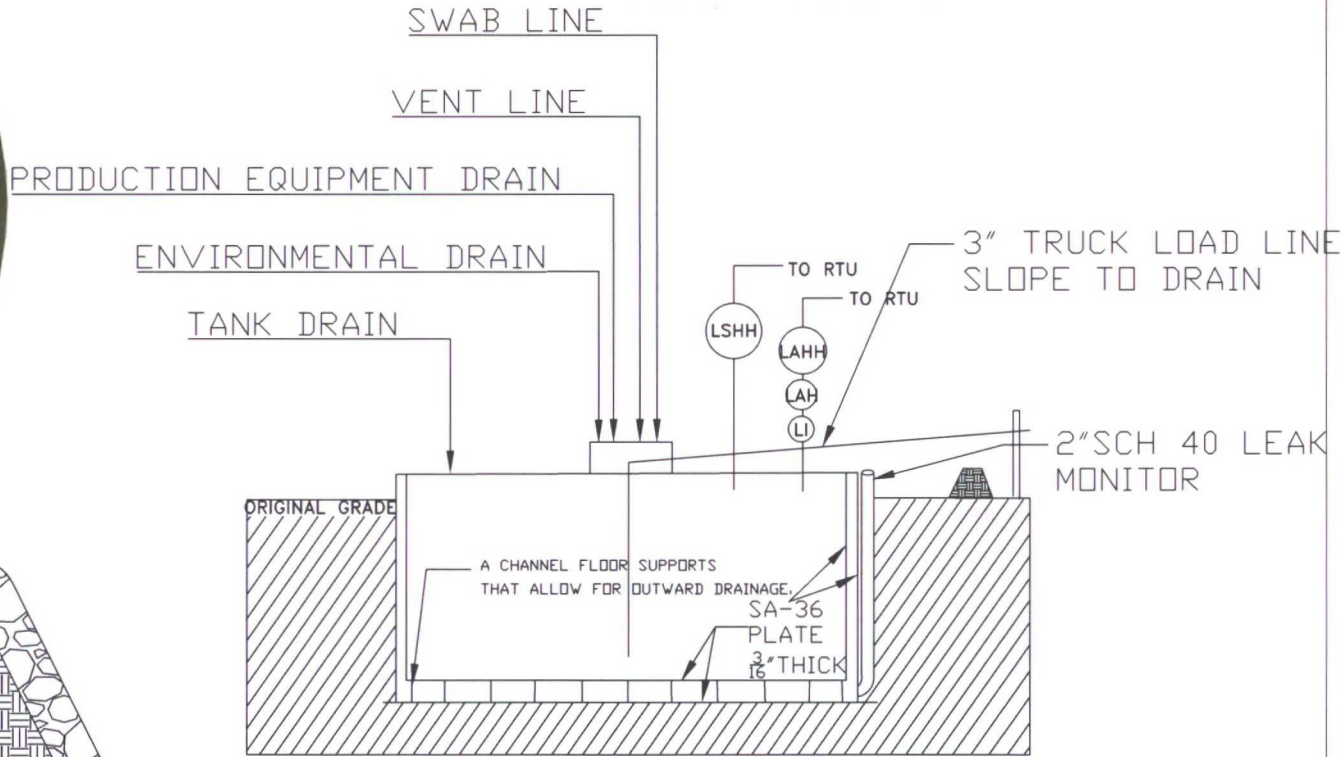 SWAB LINE
VENT LINE
PRODUCTION EQUIPMENT DRAIN
ENVIRONMENTAL DRAIN
TANK DRAIN
3" TRUCK LOAD LINE
SLOPE TO DRAIN
TO RTU
TO RTU
LSHH
LAHH
LAH
LI
2"SCH 40 LEAK
MONITOR
ORIGINAL GRADE
A CHANNEL FLOOR SUPPORTS
THAT ALLOW FOR OUTWARD DRAINAGE.
SA-36
PLATE
3/16" THICK